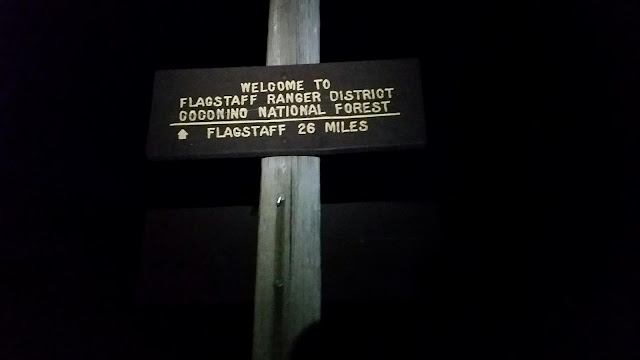 WELCOME TO
FLAGSTAFF RANGER DISTRICT
COCONINO NATIONAL FOREST
FLAGSTAFF 26 MILES